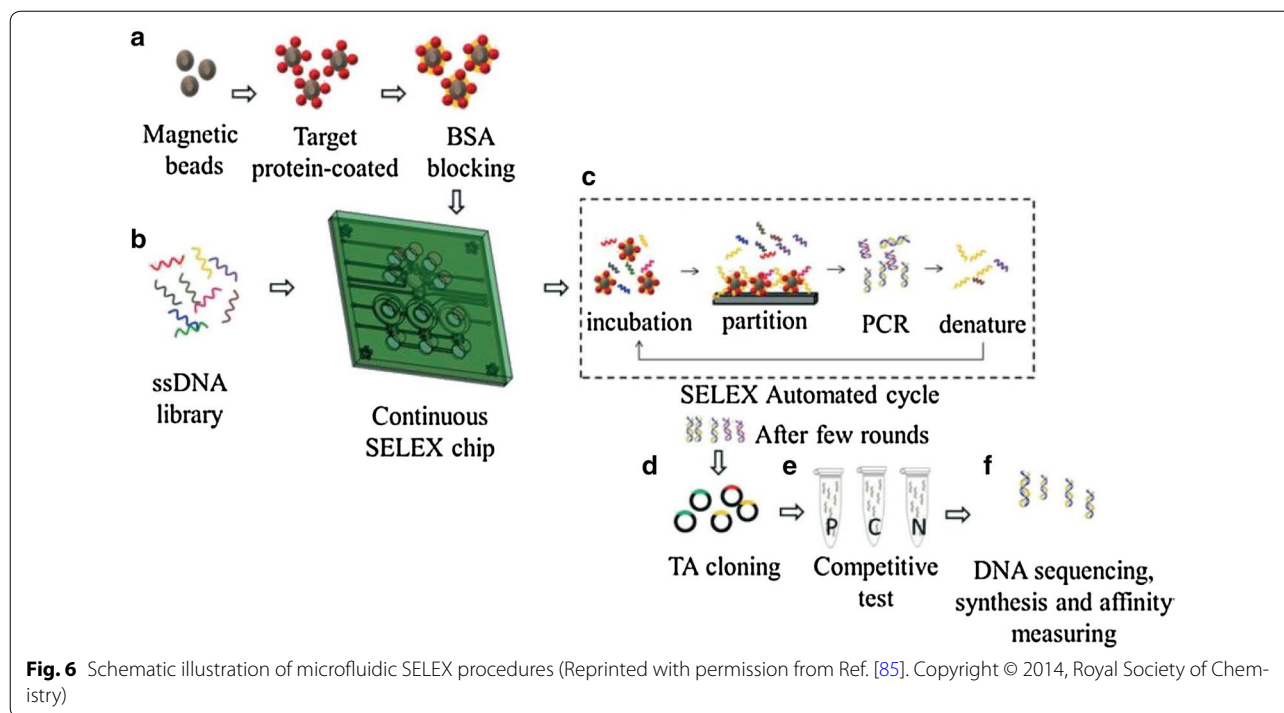 a
Magnetic
beads
Target
protein-coated
BSA
blocking
b
ssDNA
library
Continuous
SELEX chip
c
incubation
partition
PCR
denature
SELEX Automated cycle
After few rounds
d
TA cloning
e
P C N
Competitive
test
f
DNA sequencing,
synthesis and affinity
measuring
Fig. 6 Schematic illustration of microfluidic SELEX procedures (Reprinted with permission from Ref. [85]. Copyright © 2014, Royal Society of Chem-
istry)